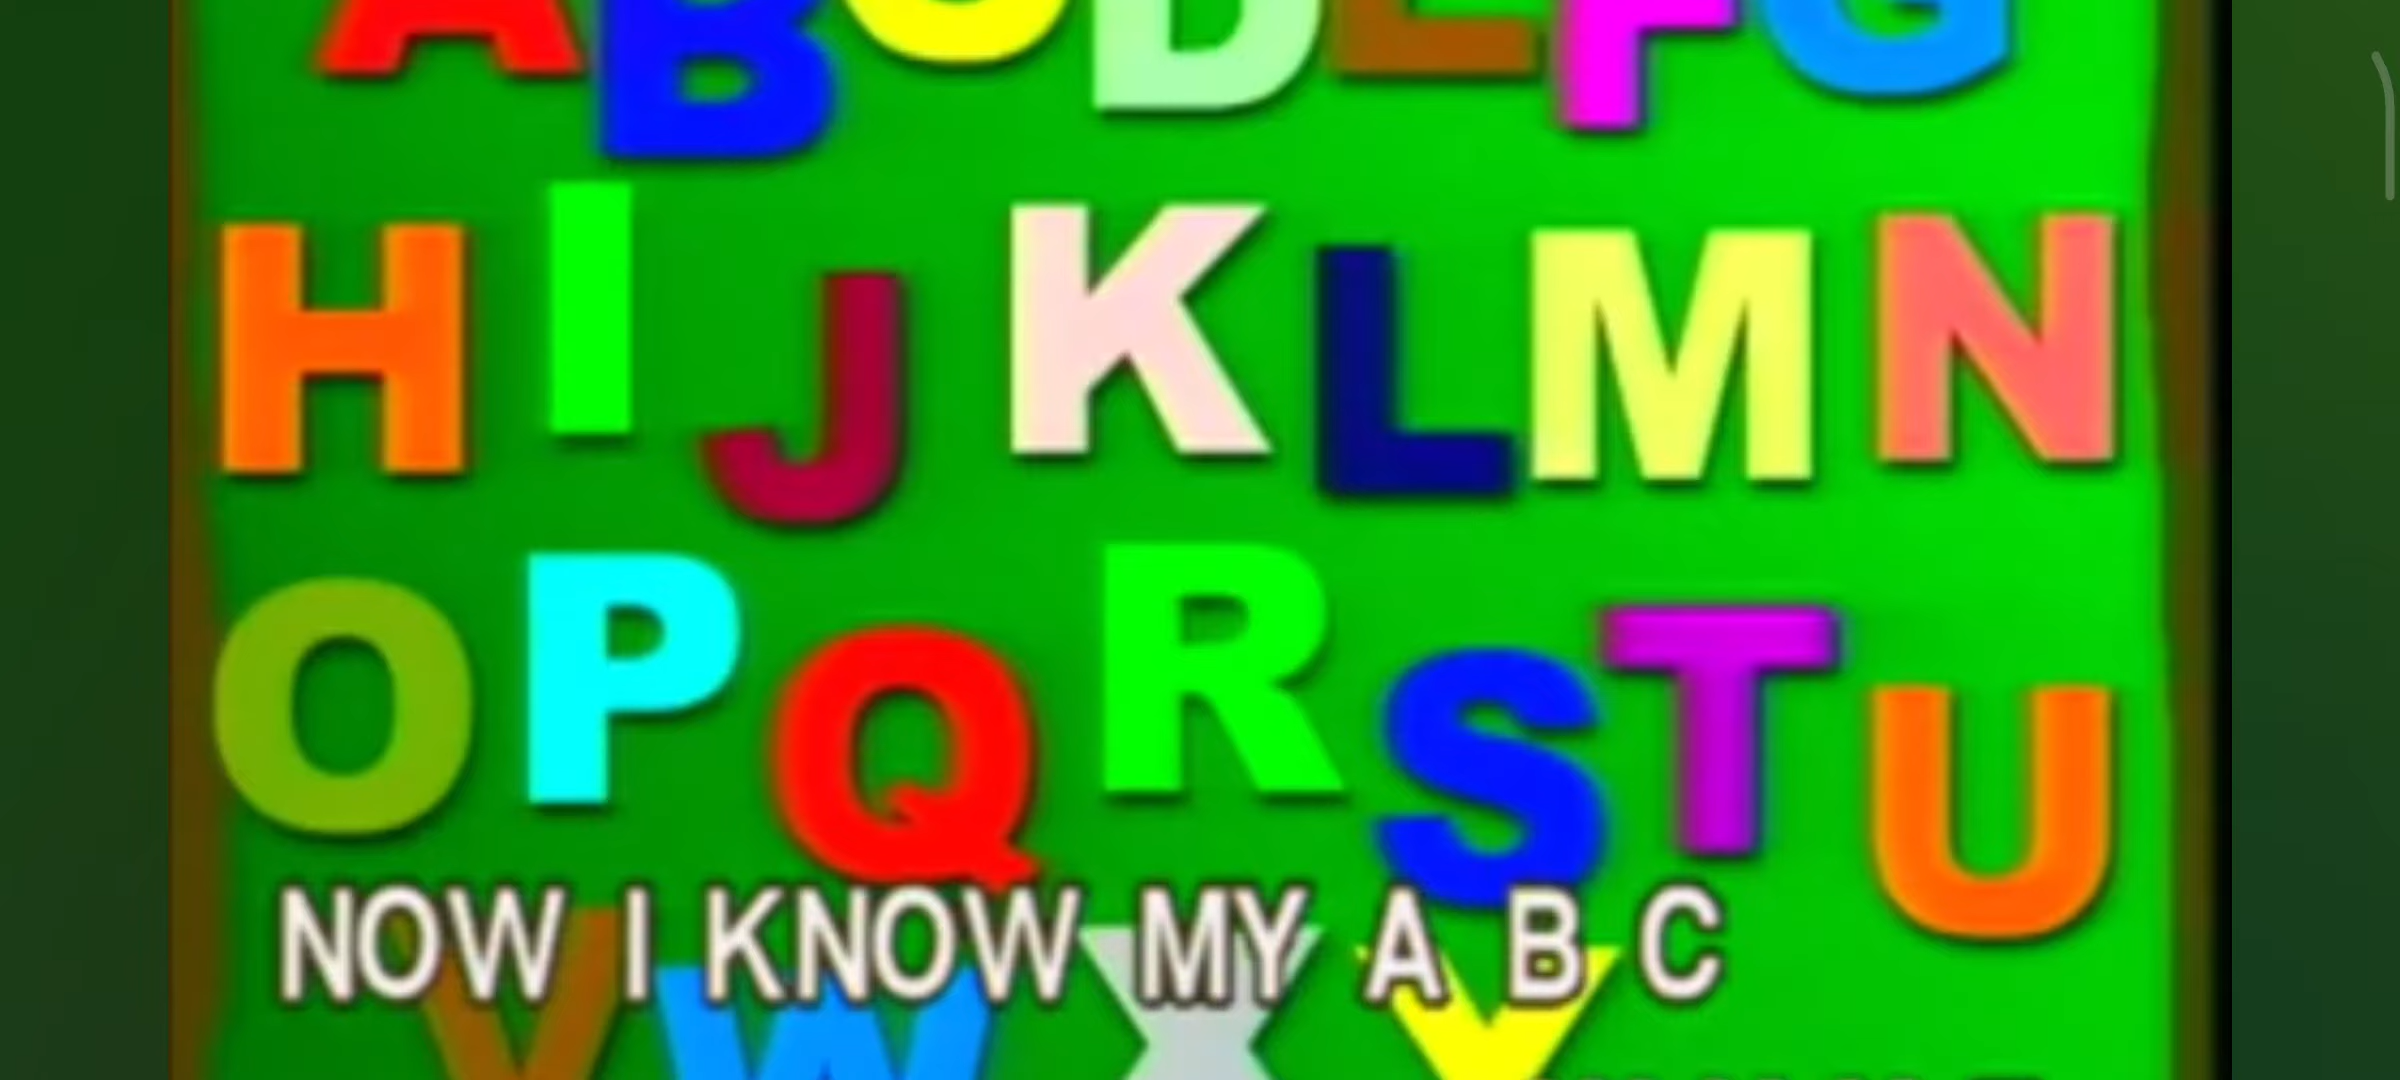 A B C D E F G
H I J K L M N
O P Q R S T U
NOW I KNOW MY A B C
V W X Y